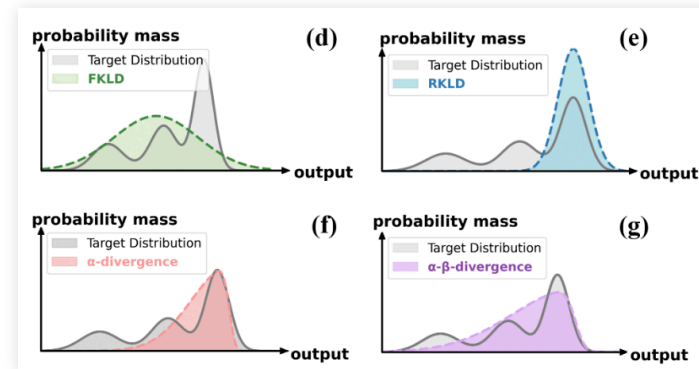 probability mass
(d)
Target Distribution
FKLD
output
probability mass
(e)
Target Distribution
RKLD
output
probability mass
(f)
Target Distribution
α-divergence
output
probability mass
(g)
Target Distribution
α-β-divergence
output